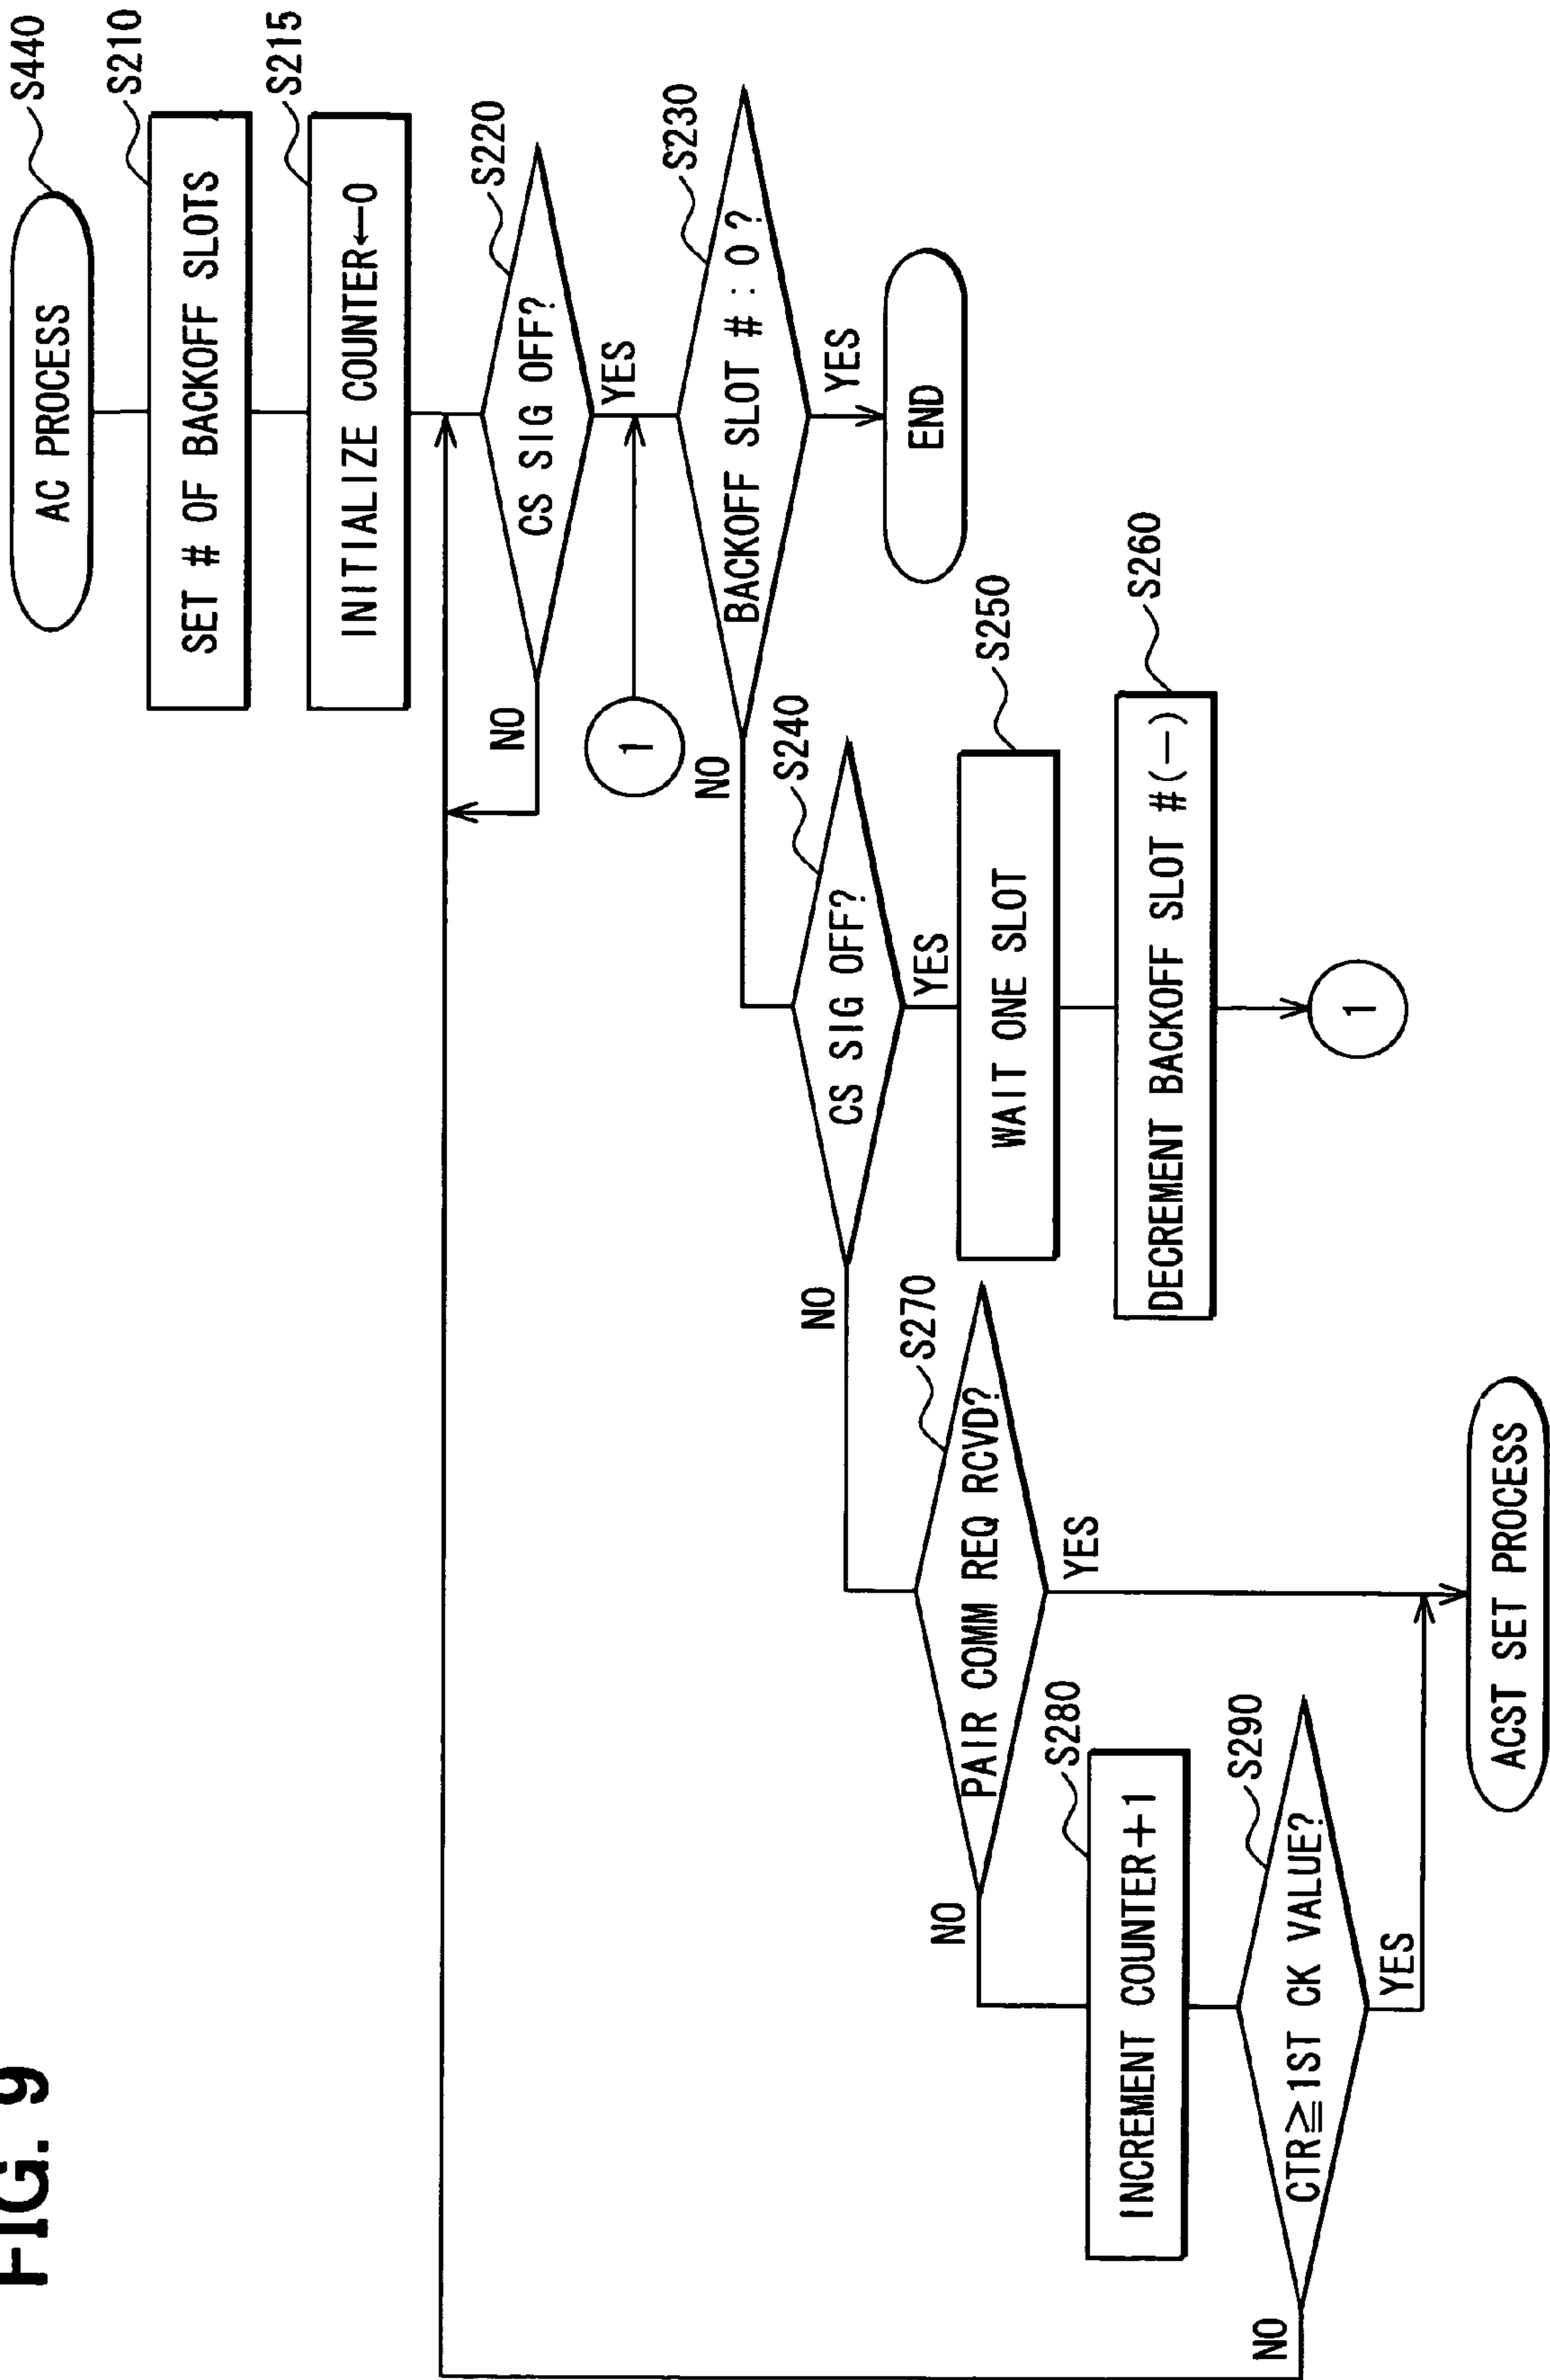 FIG. 9
AC PROCESS
S440
SET # OF BACKOFF SLOTS
S210
INITIALIZE COUNTER←0
S215
CS SIG OFF?
S220
NO
YES
1
BACKOFF SLOT #:0?
S230
NO
YES
END
CS SIG OFF?
S240
NO
YES
WAIT ONE SLOT
S250
DECREMENT BACKOFF SLOT #(−)
S260
1
PAIR COMM REQ RCVD?
S270
NO
YES
INCREMENT COUNTER+1
S280
CTR≧1ST CK VALUE?
S290
NO
YES
ACST SET PROCESS